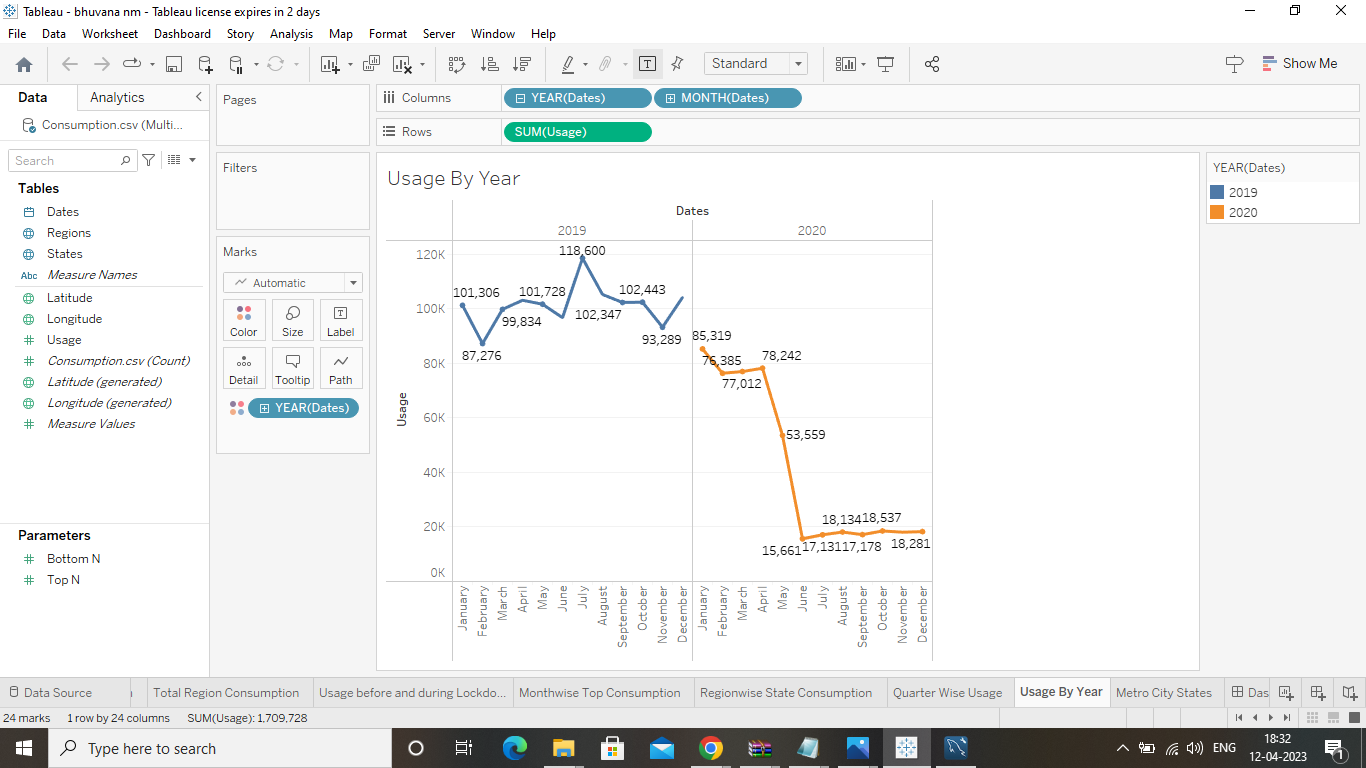 Tableau - bhuvana nm - Tableau license expires in 2 days
File Data Worksheet Dashboard Story Analysis Map Format Server Window Help
Standard
Show Me
Data Analytics
Consumption.csv (Multi...
Search
Tables
Dates
Regions
States
Abc Measure Names
Latitude
Longitude
Usage
Consumption.csv (Count)
Latitude (generated)
Longitude (generated)
Measure Values
Parameters
Bottom N
Top N
Pages
Filters
Marks
Automatic
Color Size Label
Detail Tooltip Path
YEAR(Dates)
Columns YEAR(Dates) MONTH(Dates)
Rows SUM(Usage)
Usage By Year
Dates
2019 2020
120K
100K
80K
60K
40K
20K
0K
Usage
101,306
87,276
99,834
101,728
118,600
102,347
102,443
93,289
85,319
76,385
77,012
78,242
53,559
15,661
17,131
18,134
17,178
18,537
18,281
January February March April May June July August September October November December
January February March April May June July August September October November December
YEAR(Dates)
2019
2020
Data Source Total Region Consumption Usage before and during Lockdo... Monthwise Top Consumption Regionwise State Consumption Quarter Wise Usage Usage By Year Metro City States Das
24 marks 1 row by 24 columns SUM(Usage): 1,709,728
Type here to search
ENG
18:32
12-04-2023
1